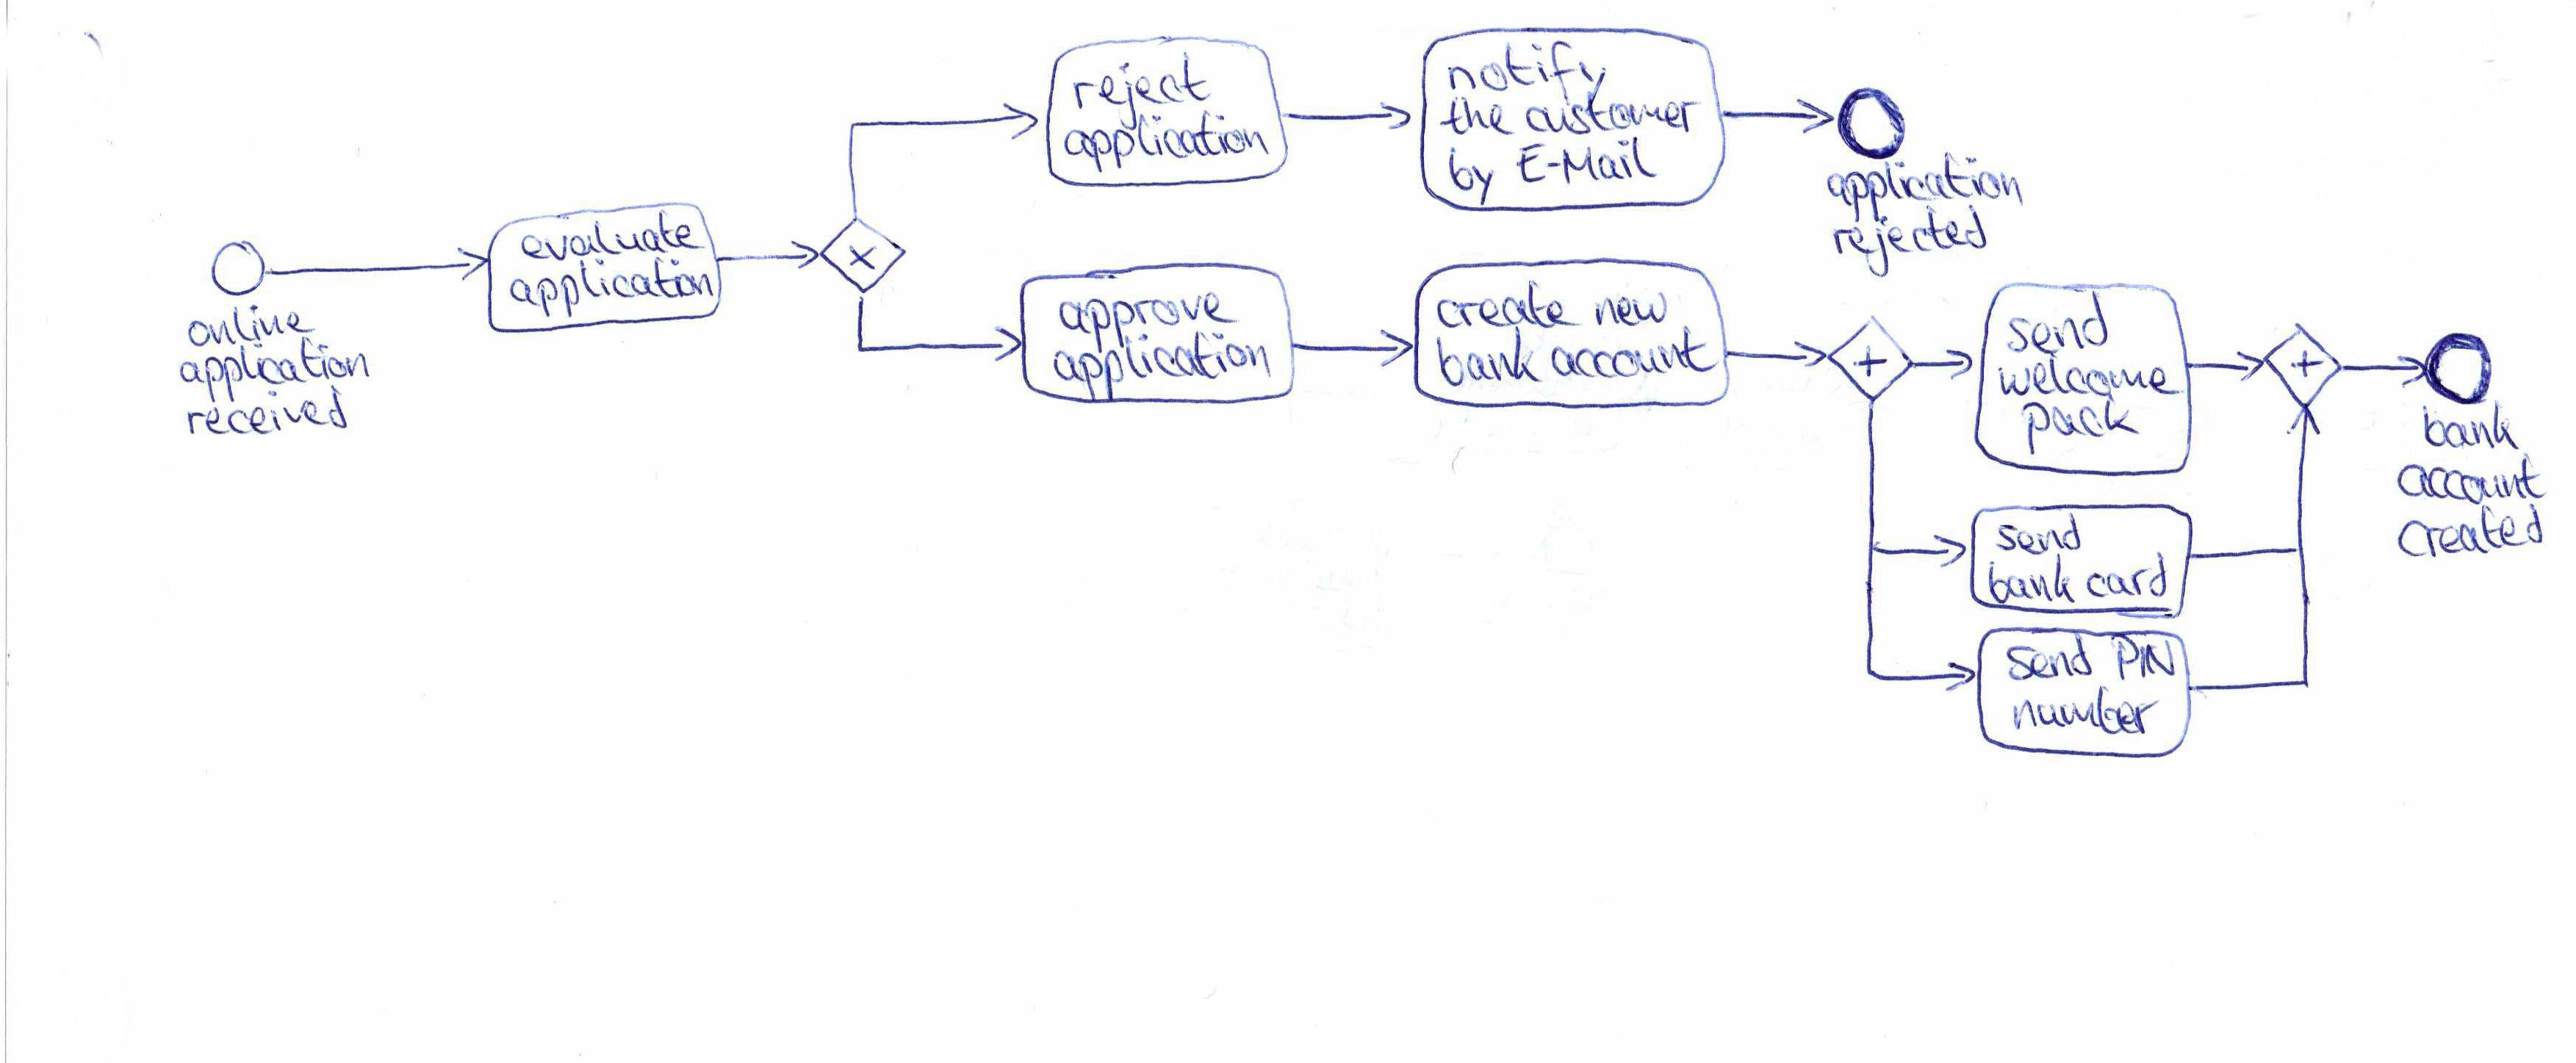 online
application
received
evaluate
application
x
reject
application
notify
the customer
by E-Mail
application
rejected
approve
application
create new
bank account
+
send
welcome
pack
send
bank card
send PIN
number
+
bank
account
created